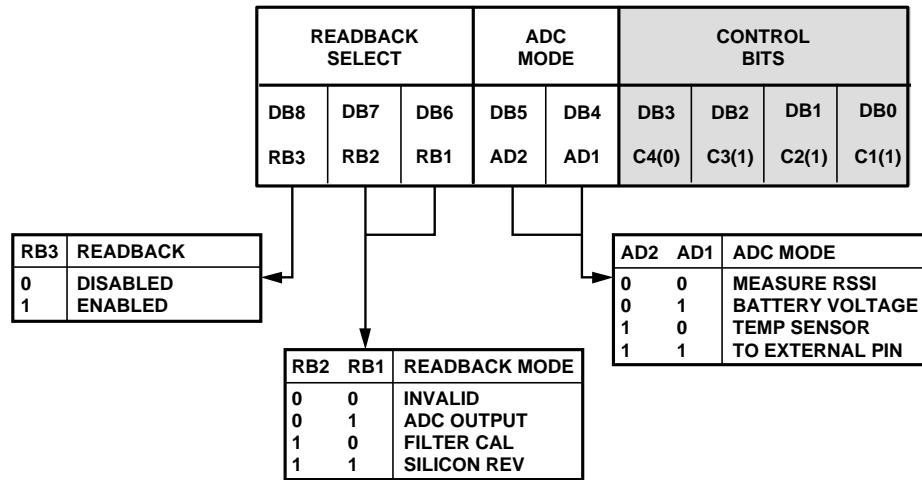 READBACK SELECT
ADC MODE
CONTROL BITS
DB8 DB7 DB6 DB5 DB4 DB3 DB2 DB1 DB0
RB3 RB2 RB1 AD2 AD1 C4(0) C3(1) C2(1) C1(1)
RB3 READBACK
0 DISABLED
1 ENABLED
AD2 AD1 ADC MODE
0 0 MEASURE RSSI
0 1 BATTERY VOLTAGE
1 0 TEMP SENSOR
1 1 TO EXTERNAL PIN
RB2 RB1 READBACK MODE
0 0 INVALID
0 1 ADC OUTPUT
1 0 FILTER CAL
1 1 SILICON REV